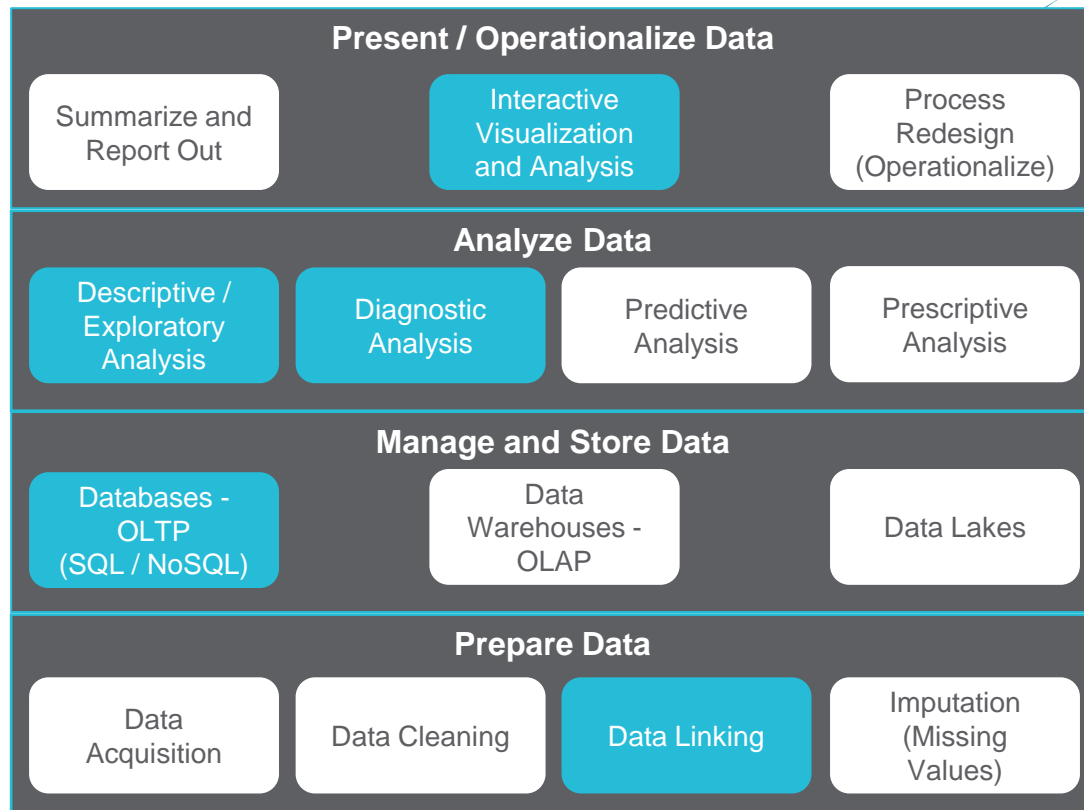 Present / Operationalize Data
Summarize and
Report Out
Interactive
Visualization
and Analysis
Process
Redesign
(Operationalize)
Analyze Data
Descriptive /
Exploratory
Analysis
Diagnostic
Analysis
Predictive
Analysis
Prescriptive
Analysis
Manage and Store Data
Databases -
OLTP
(SQL / NoSQL)
Data
Warehouses -
OLAP
Data Lakes
Prepare Data
Data
Acquisition
Data Cleaning
Data Linking
Imputation
(Missing
Values)